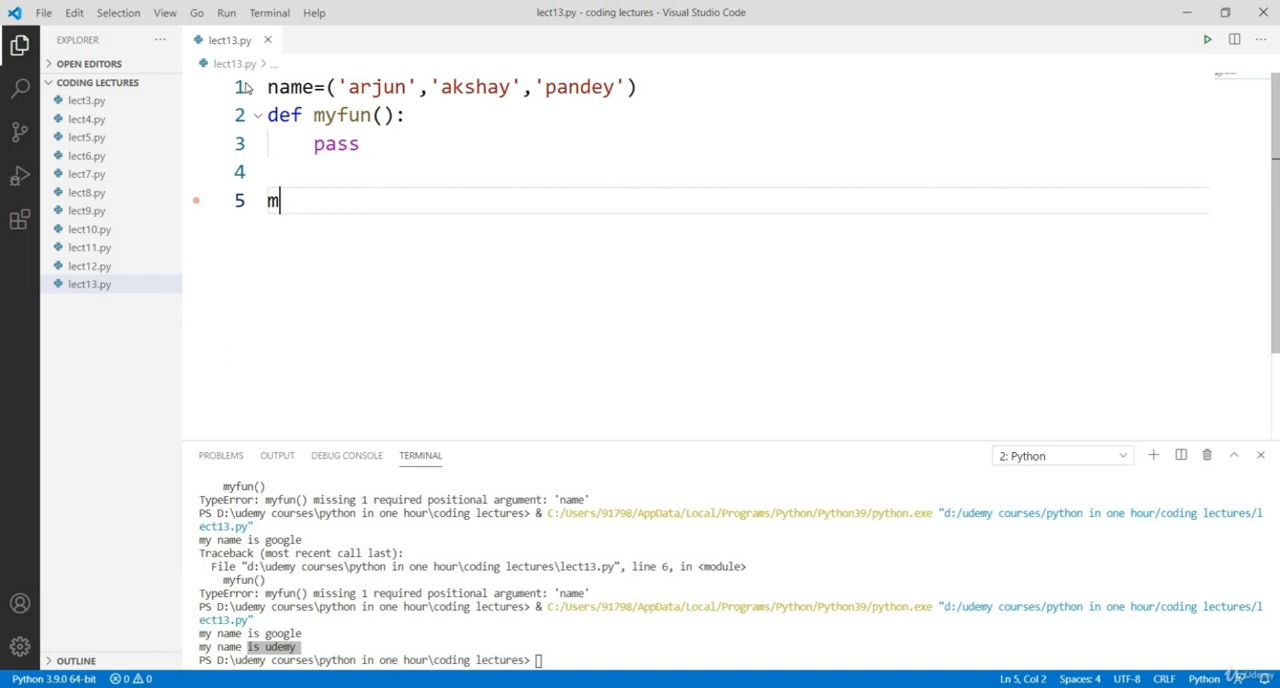 File Edit Selection View Go Run Terminal Help lect13.py - coding lectures - Visual Studio Code
EXPLORER
OPEN EDITORS
CODING LECTURES
lect3.py
lect4.py
lect5.py
lect6.py
lect7.py
lect8.py
lect9.py
lect10.py
lect11.py
lect12.py
lect13.py
OUTLINE
lect13.py
lect13.py > ...
1 name=('arjun','akshay','pandey')
2 def myfun():
3 pass
4
5 m
PROBLEMS OUTPUT DEBUG CONSOLE TERMINAL 2: Python
myfun()
TypeError: myfun() missing 1 required positional argument: 'name'
PS D:\udemy courses\python in one hour\coding lectures> & C:/Users/91798/AppData/Local/Programs/Python/Python39/python.exe "d:/udemy courses/python in one hour/coding lectures/l
ect13.py"
my name is google
Traceback (most recent call last):
File "d:\udemy courses\python in one hour\coding lectures\lect13.py", line 6, in <module>
myfun()
TypeError: myfun() missing 1 required positional argument: 'name'
PS D:\udemy courses\python in one hour\coding lectures> & C:/Users/91798/AppData/Local/Programs/Python/Python39/python.exe "d:/udemy courses/python in one hour/coding lectures/l
ect13.py"
my name is google
my name is udemy
PS D:\udemy courses\python in one hour\coding lectures>
Python 3.9.0 64-bit 0 0 Ln 5, Col 2 Spaces: 4 UTF-8 CRLF Python Udemy